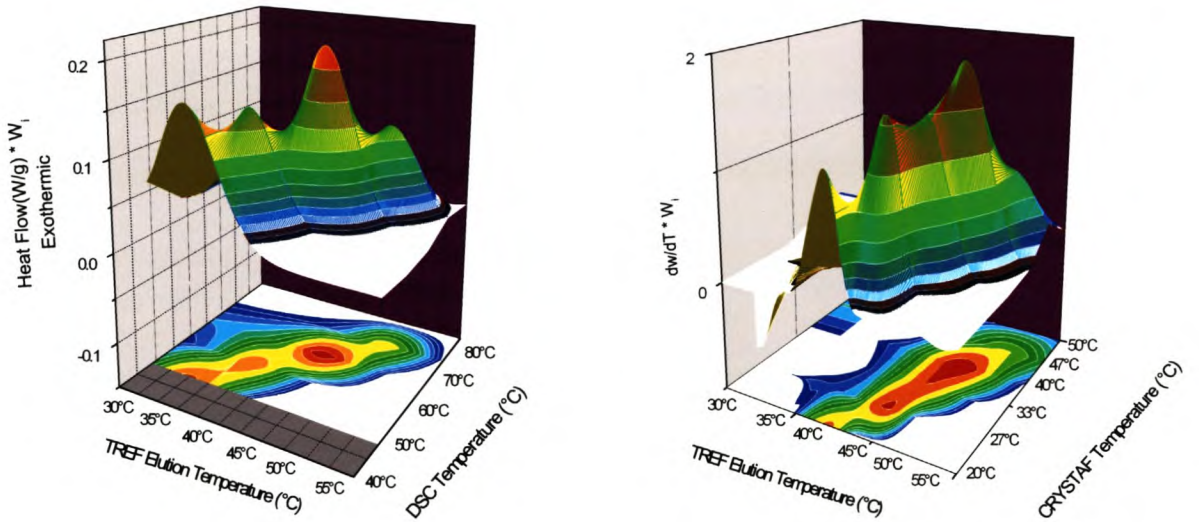 0.2
0.1
0.0
-0.1
Heat Flow(W/g) * Wi
Exothermic
30°C
35°C
40°C
45°C
50°C
55°C
TREF Elution Temperature (°C)
40°C
50°C
60°C
70°C
80°C
DSC Temperature (°C)
2
0
dw/dT * Wi
30°C
35°C
40°C
45°C
50°C
55°C
TREF Elution Temperature (°C)
20°C
27°C
33°C
40°C
47°C
50°C
CRYSTAF Temperature (°C)